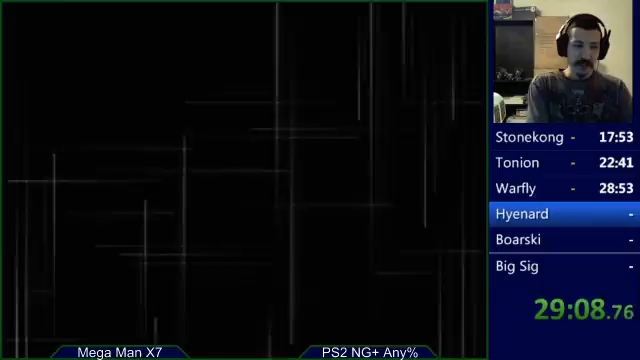 Stonekong - 17:53
Tonion - 22:41
Warfly - 28:53
Hyenard -
Boarski -
Big Sig -
29:08.76
Mega Man X7
PS2 NG+ Any%